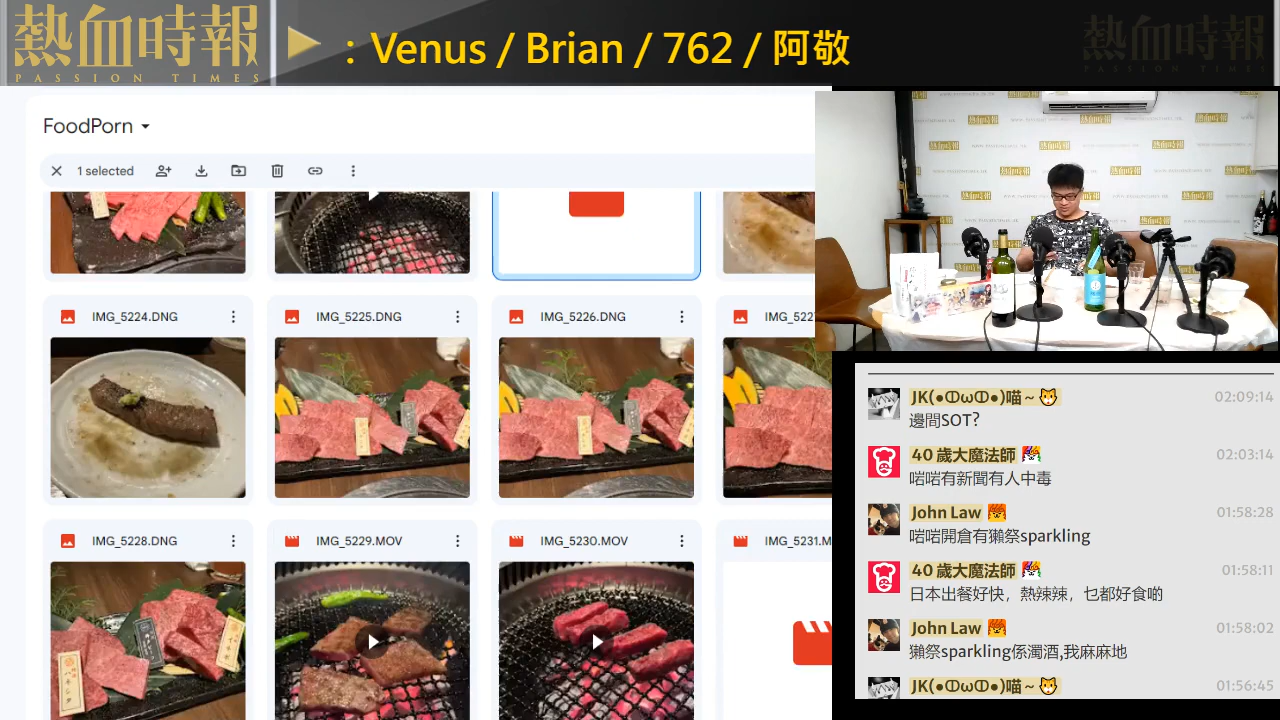 熱血時報
PASSION TIMES
: Venus / Brian / 762 / 阿敬
熱血時報
PASSION TIMES
FoodPorn
1 selected
IMG_5224.DNG
IMG_5225.DNG
IMG_5226.DNG
IMG_522
IMG_5228.DNG
IMG_5229.MOV
IMG_5230.MOV
IMG_5231.M
JK(●ↀωↀ●)喵~🐱 02:09:14
邊間SOT?
40 歲大魔法師 02:03:14
啱啱有新聞有人中毒
John Law 01:58:28
啱啱開倉有獺祭sparkling
40 歲大魔法師 01:58:11
日本出餐好快，熱辣辣，乜都好食啲
John Law 01:58:02
獺祭sparkling係濁酒,我麻麻地
JK(●ↀωↀ●)喵~🐱 01:56:45